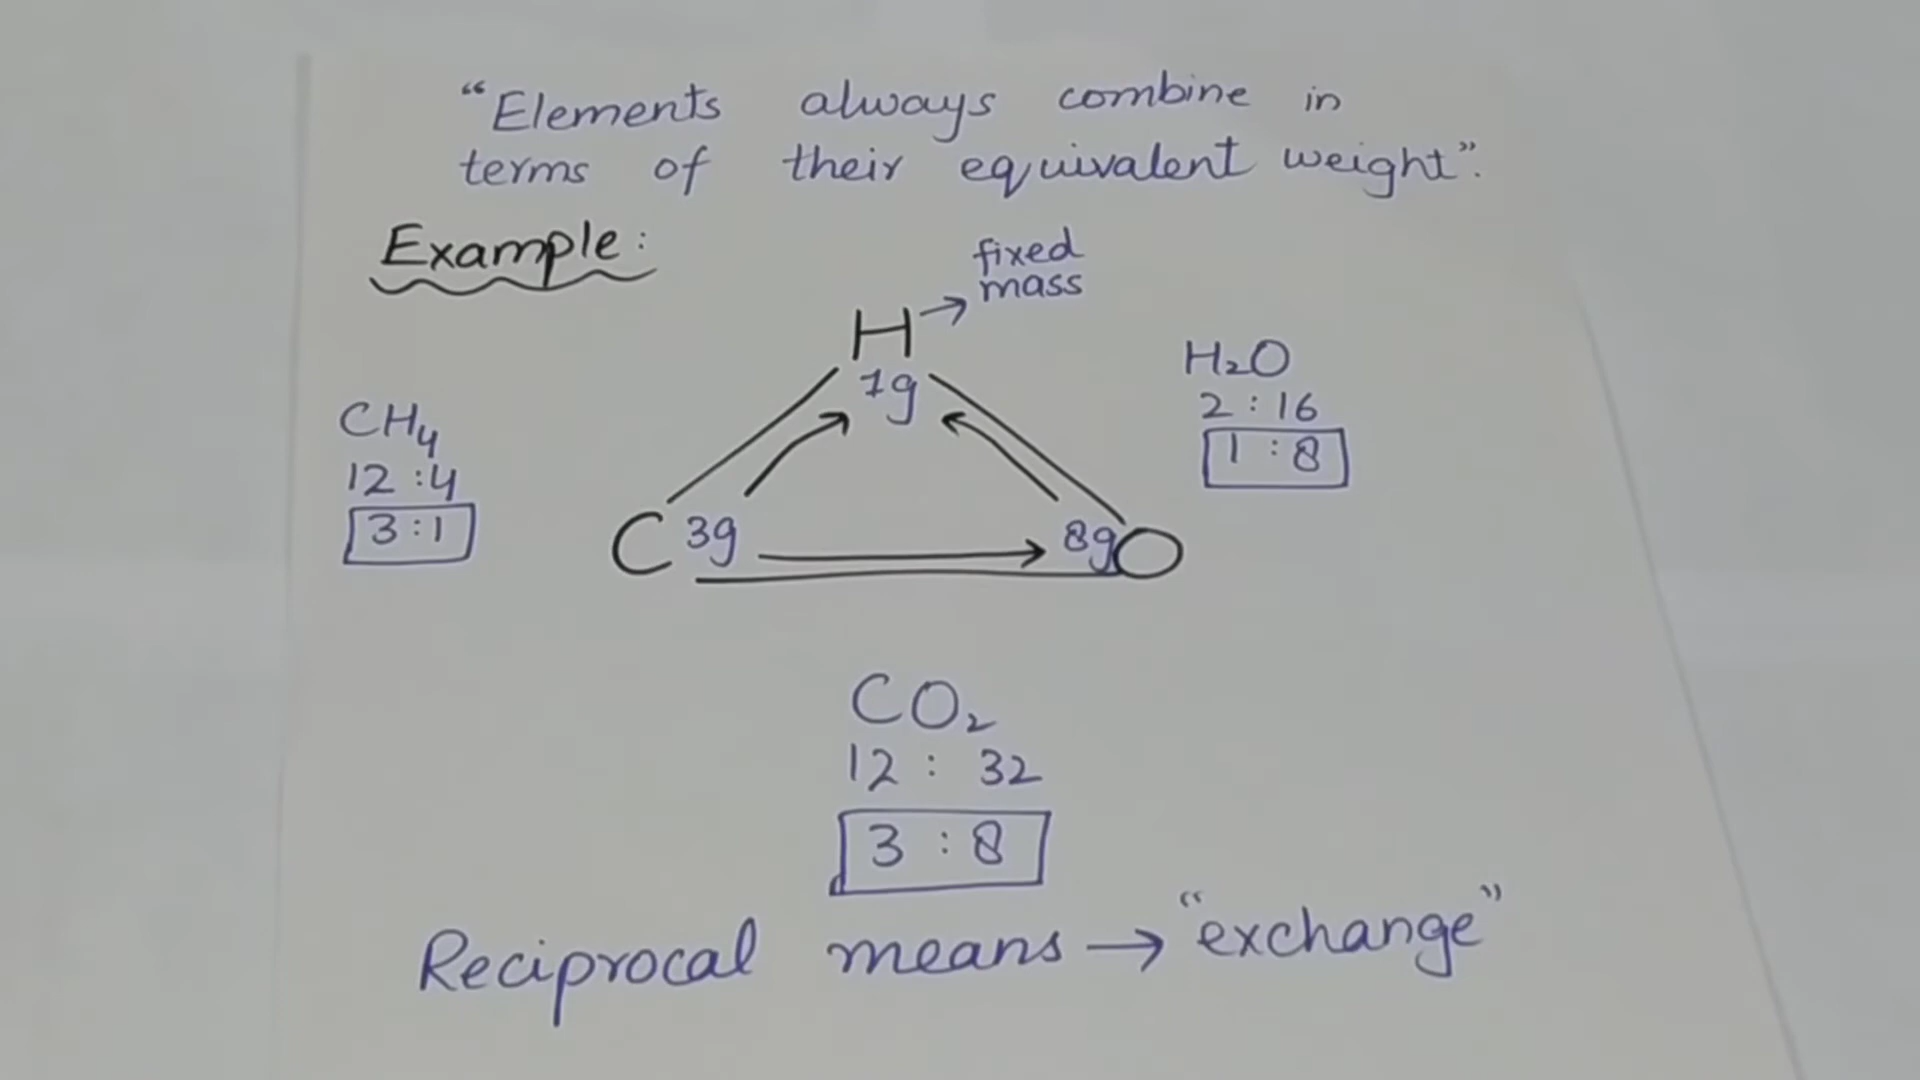 “Elements always combine in
terms of their equivalent weight”.
Example:
fixed
mass
H
1g
CH₄
12 : 4
3 : 1
H₂O
2 : 16
1 : 8
C 3g
8g O
CO₂
12 : 32
3 : 8
Reciprocal means → “exchange”